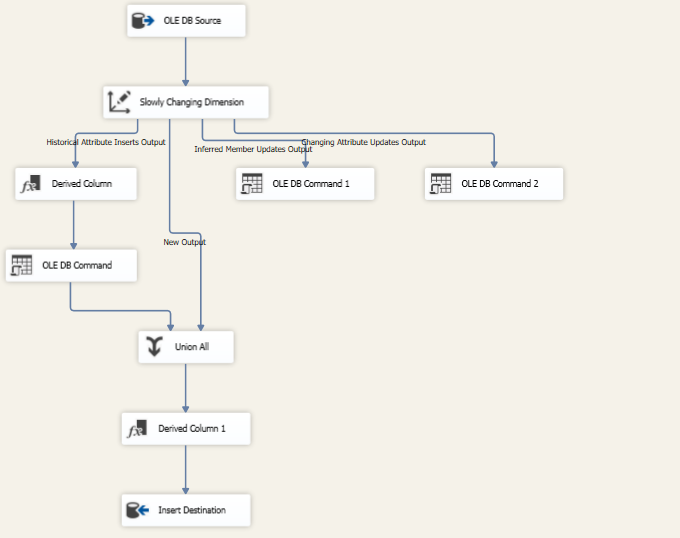 OLE DB Source
Slowly Changing Dimension
Historical Attribute Inserts Output
Inferred Member Updates Output
Changing Attribute Updates Output
Derived Column
OLE DB Command 1
OLE DB Command 2
New Output
OLE DB Command
Union All
Derived Column 1
Insert Destination